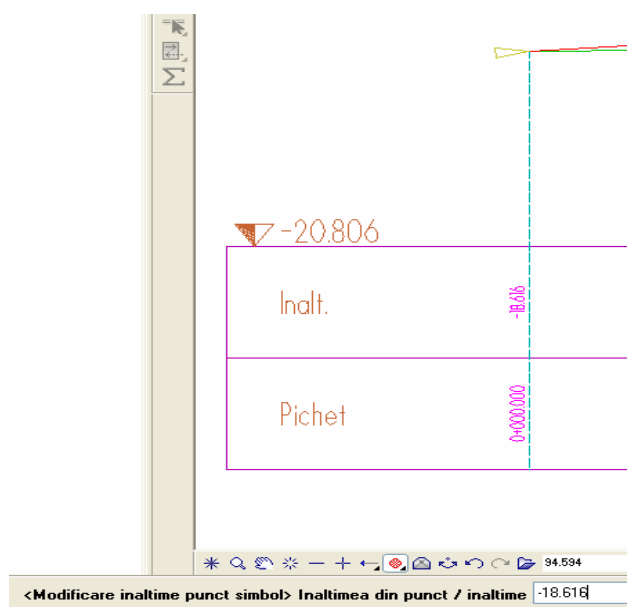 -20.806
Inalt.
-18.616
Pichet
0+000.000
94.594
<Modificare inaltime punct simbol> Inaltimea din punct / inaltime -18.616